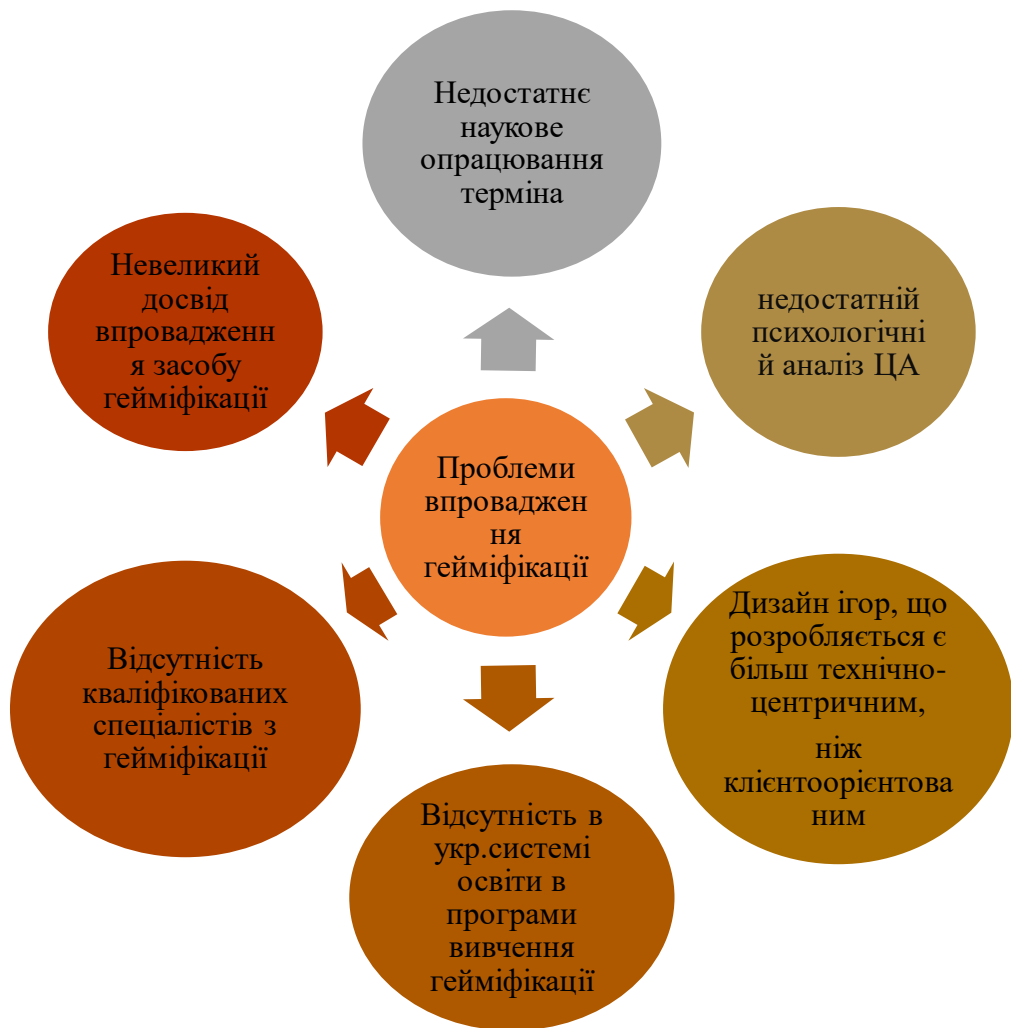 Недостатнє
наукове
опрацювання
терміна
Невеликий
досвід
впровадженн
я засобу
гейміфікації
недостатній
психологічні
й аналіз ЦА
Проблеми
впроваджен
ня
гейміфікації
Відсутність
кваліфікованих
спеціалістів з
гейміфікації
Дизайн ігор, що
розробляється є
більш технічно-
центричним,
ніж
клієнтоорієнтова
ним
Відсутність в
укр.системі
освіти в
програми
вивчення
гейміфікації